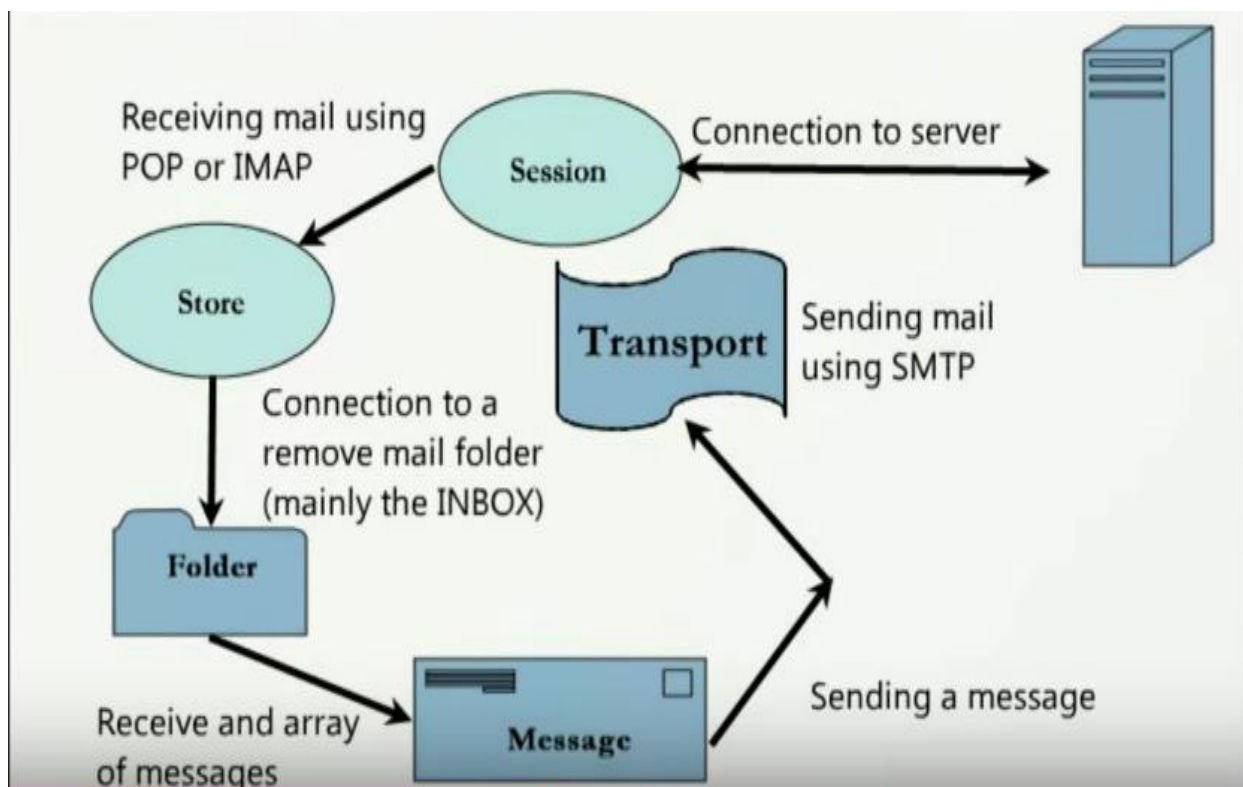 Receiving mail using
POP or IMAP
Session
Connection to server
Store
Transport
Sending mail
using SMTP
Connection to a
remove mail folder
(mainly the INBOX)
Folder
Receive and array
of messages
Message
Sending a message